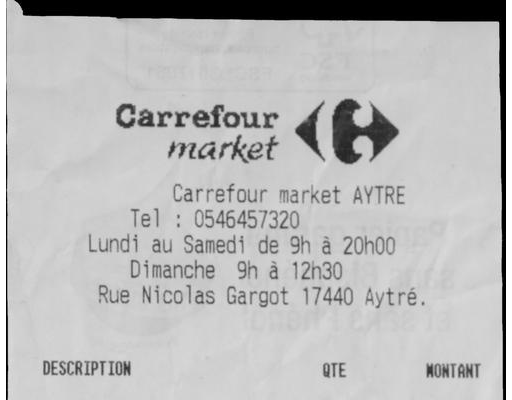 Carrefour
market
Carrefour market AYTRE
Tel : 0546457320
Lundi au Samedi de 9h à 20h00
Dimanche 9h à 12h30
Rue Nicolas Gargot 17440 Aytré.
DESCRIPTION QTE MONTANT